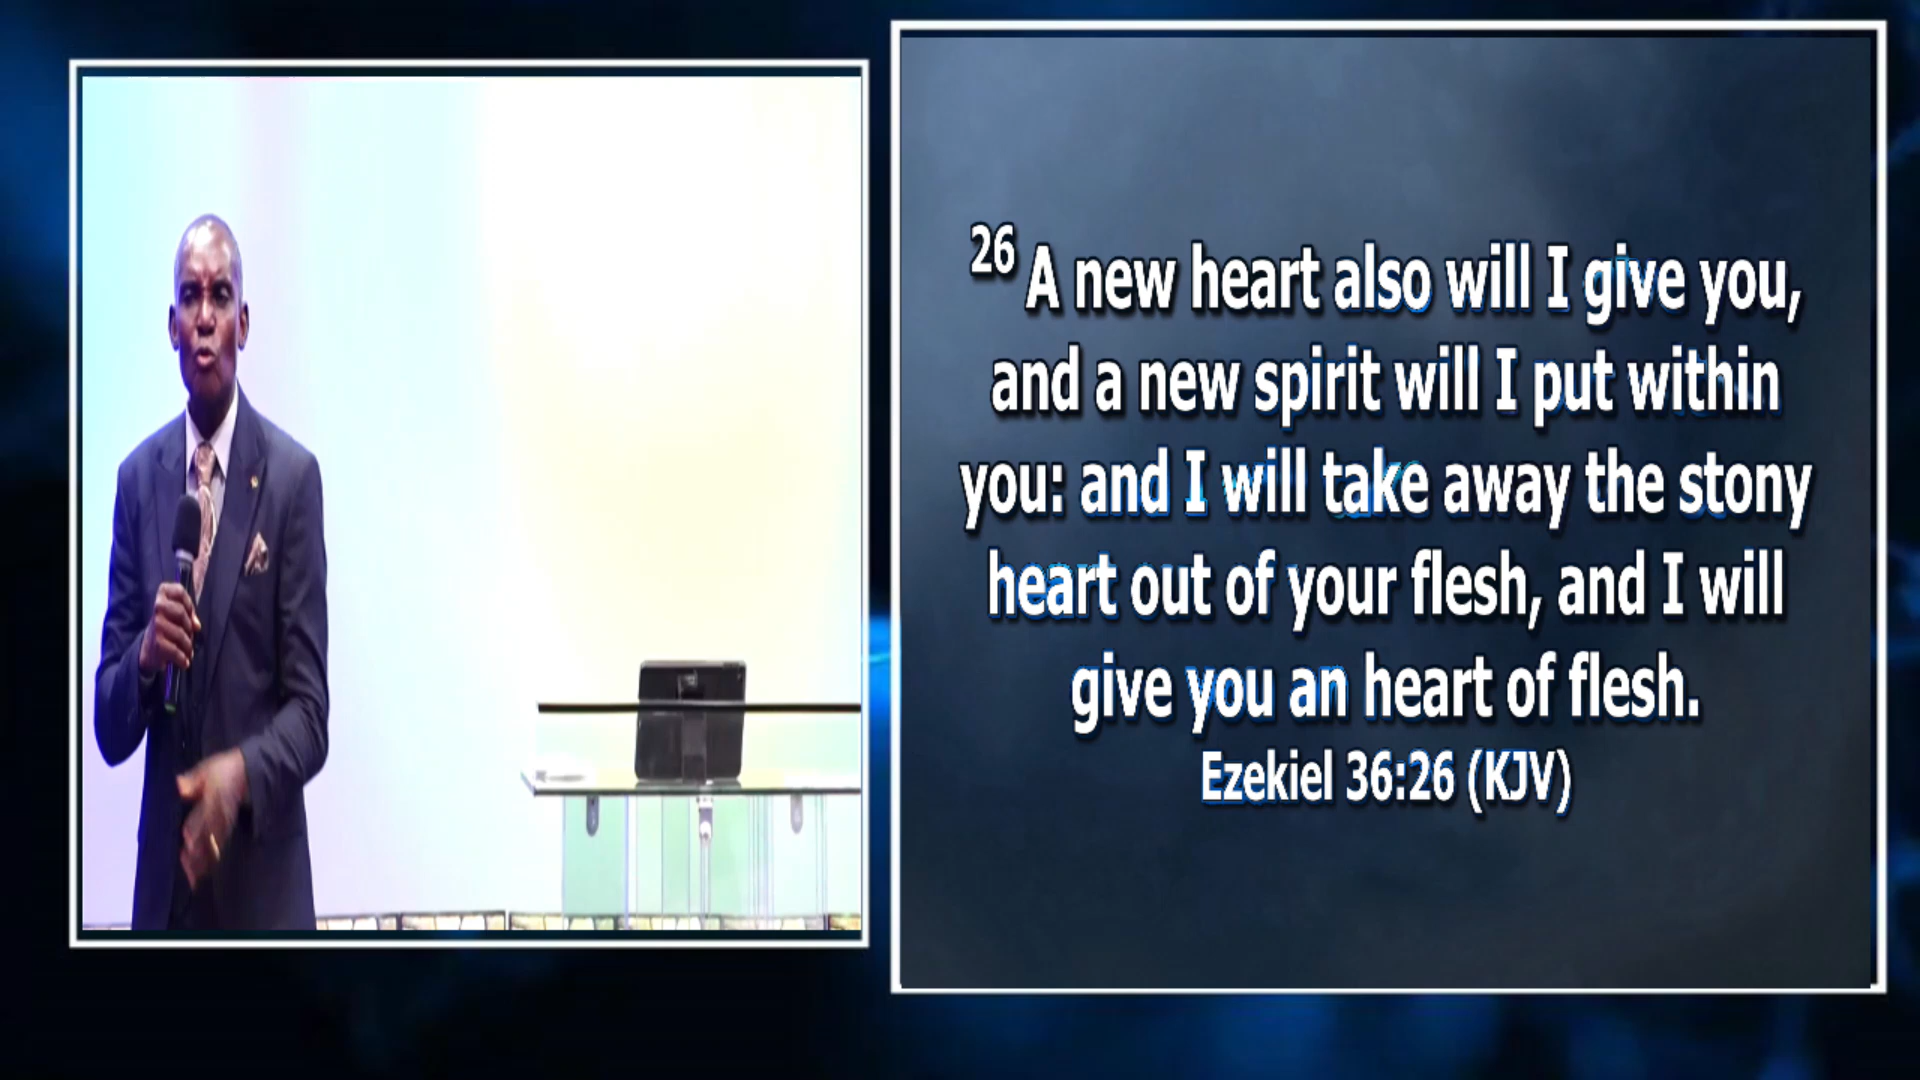 26 A new heart also will I give you,
and a new spirit will I put within
you: and I will take away the stony
heart out of your flesh, and I will
give you an heart of flesh.
Ezekiel 36:26 (KJV)